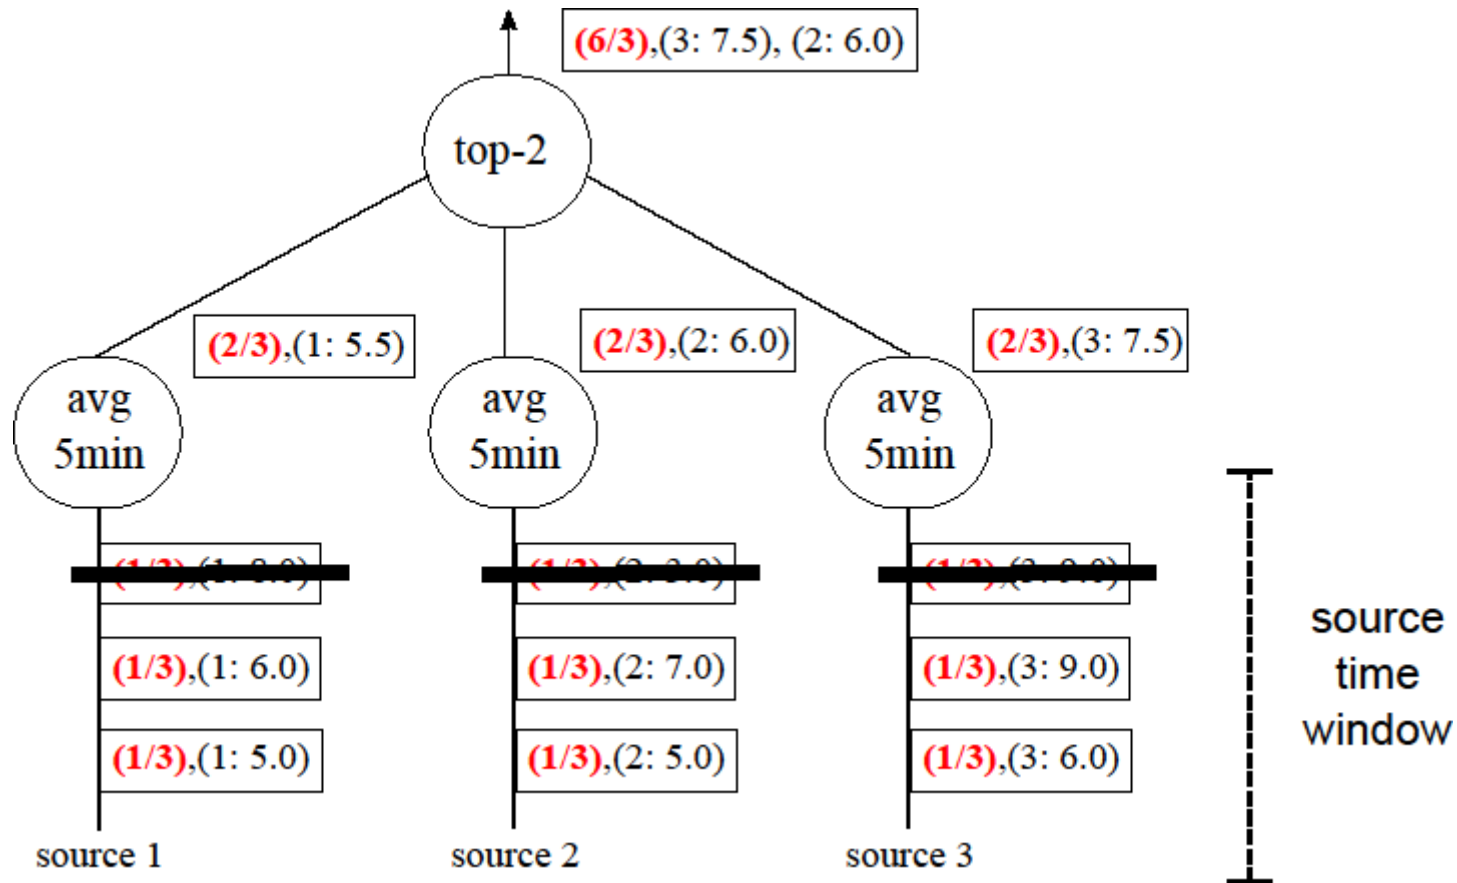 (6/3),(3: 7.5), (2: 6.0)
top-2
(2/3),(1: 5.5)
(2/3),(2: 6.0)
(2/3),(3: 7.5)
avg
5min
avg
5min
avg
5min
(1/3),(1: 6.0)
(1/3),(2: 7.0)
(1/3),(3: 9.0)
(1/3),(1: 5.0)
(1/3),(2: 5.0)
(1/3),(3: 6.0)
source 1
source 2
source 3
source
time
window